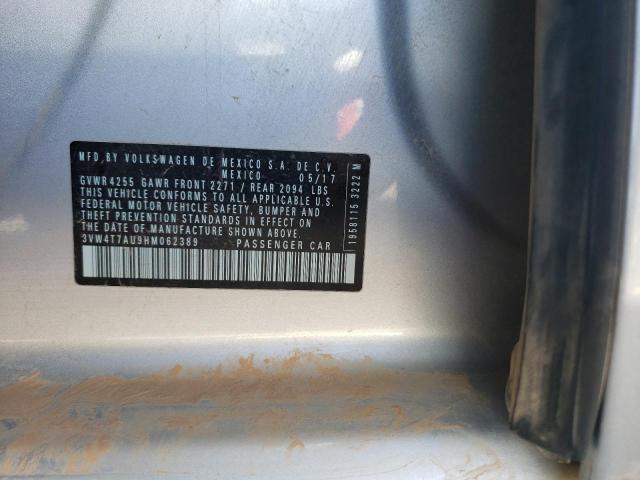 MFD.BY VOLKSWAGEN DE MEXICO S.A. DE C.V.
MEXICO 05/17
GVWR4255 GAWR FRONT 2271 / REAR 2094 LBS
THIS VEHICLE CONFORMS TO ALL APPLICABLE U.S.
FEDERAL MOTOR VEHICLE SAFETY, BUMPER AND
THEFT PREVENTION STANDARDS IN EFFECT ON
THE DATE OF MANUFACTURE SHOWN ABOVE.
3VW4T7AU9HM062389 PASSENGER CAR
1958115 3222 M